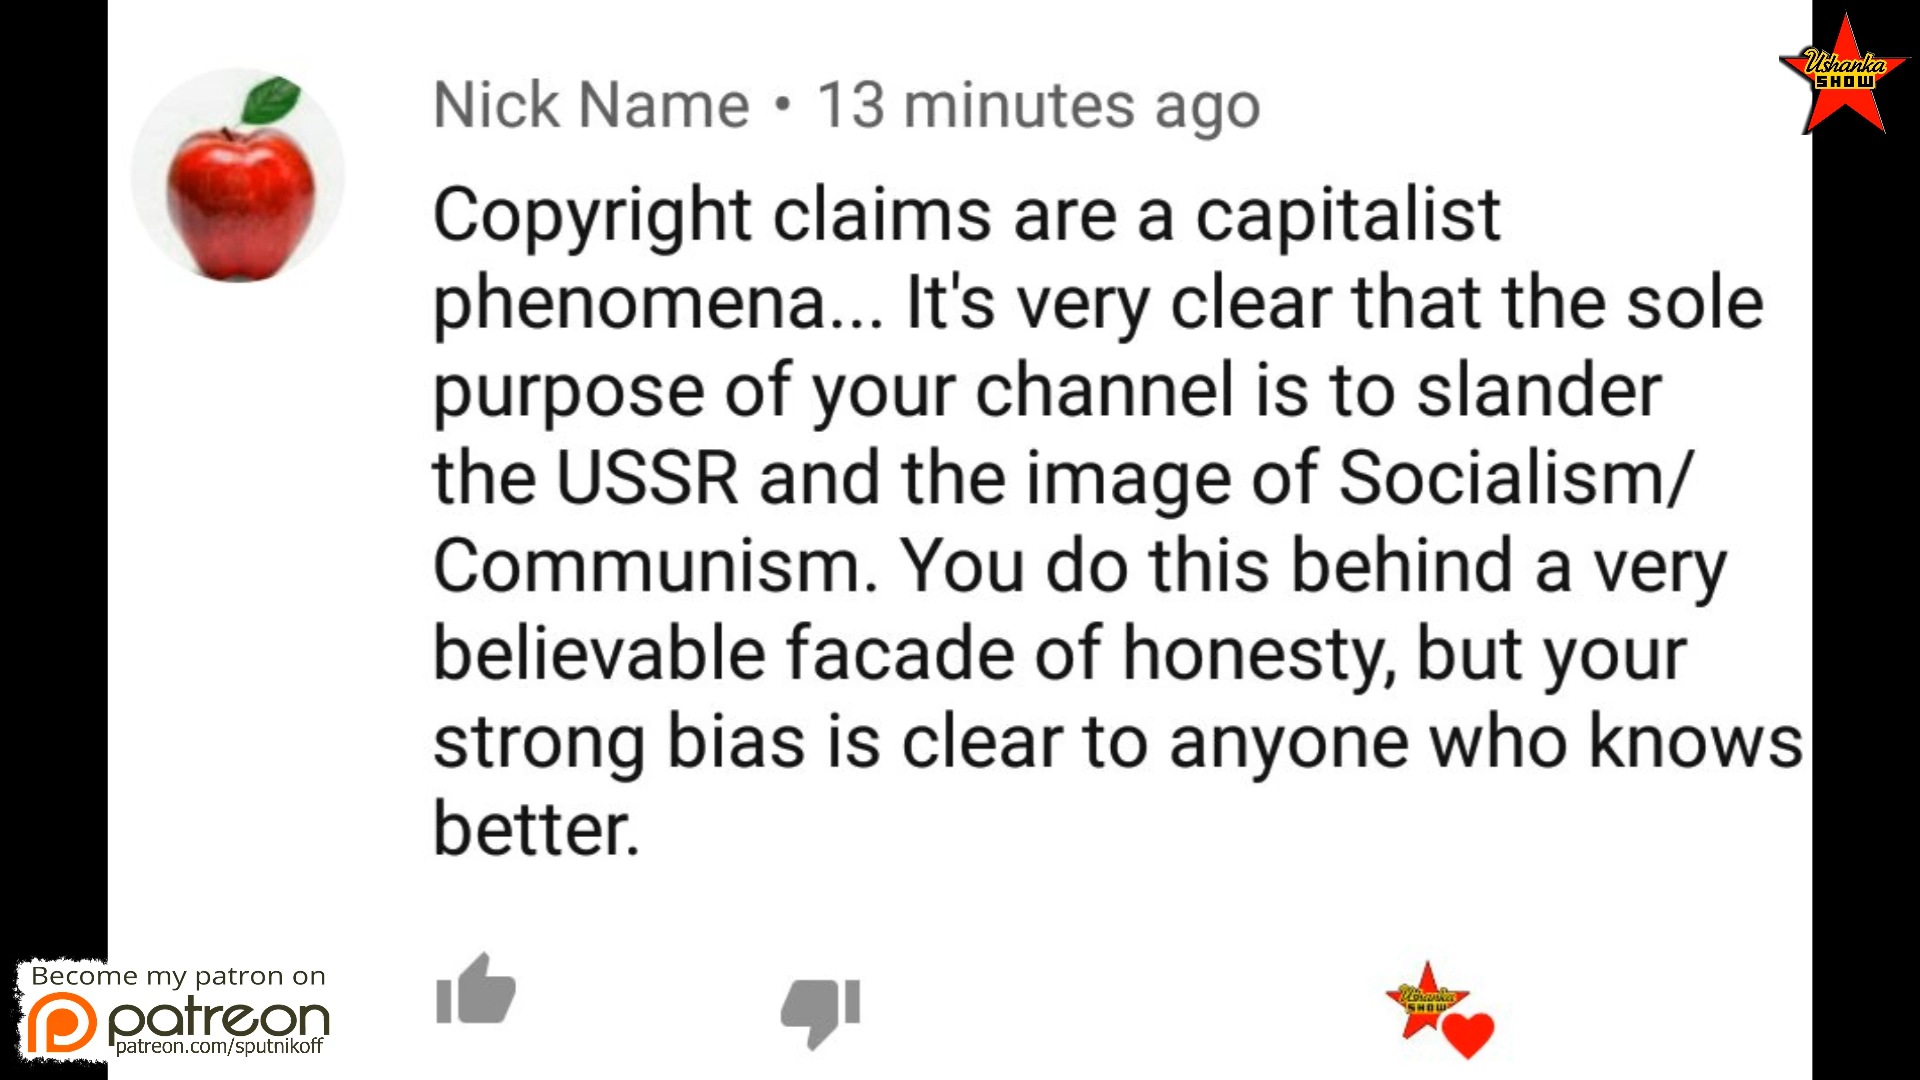 Nick Name • 13 minutes ago
Copyright claims are a capitalist
phenomena... It's very clear that the sole
purpose of your channel is to slander
the USSR and the image of Socialism/
Communism. You do this behind a very
believable facade of honesty, but your
strong bias is clear to anyone who knows
better.
Ushanka
SHOW
Become my patron on
patreon
patreon.com/sputnikoff
Ushanka
SHOW